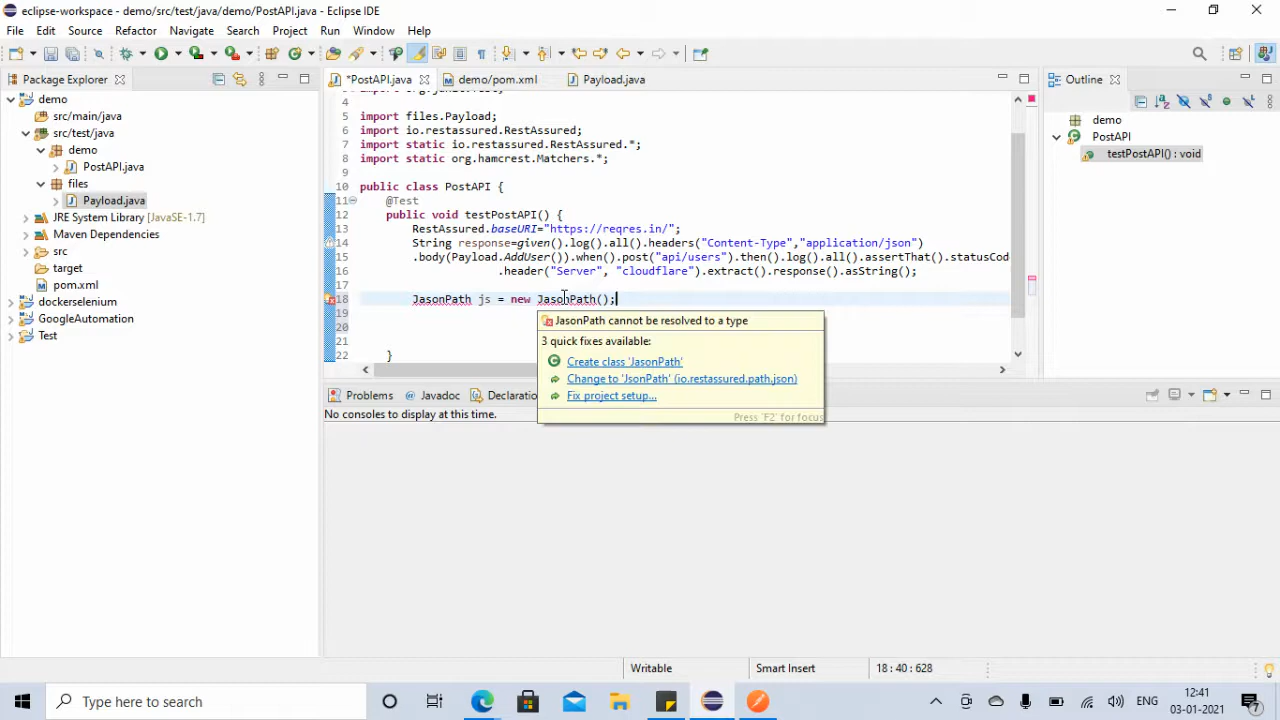 eclipse-workspace - demo/src/test/java/demo/PostAPI.java - Eclipse IDE
File Edit Source Refactor Navigate Search Project Run Window Help
Package Explorer
demo
src/main/java
src/test/java
demo
PostAPI.java
files
Payload.java
JRE System Library [JavaSE-1.7]
Maven Dependencies
src
target
pom.xml
dockerselenium
GoogleAutomation
Test
*PostAPI.java demo/pom.xml Payload.java
4
5 import files.Payload;
6 import io.restassured.RestAssured;
7 import static io.restassured.RestAssured.*;
8 import static org.hamcrest.Matchers.*;
9
10 public class PostAPI {
11 @Test
12 public void testPostAPI() {
13 RestAssured.baseURI="https://reqres.in/";
14 String response=given().log().all().headers("Content-Type","application/json")
15 .body(Payload.AddUser()).when().post("api/users").then().log().all().assertThat().statusCod
16 .header("Server", "cloudflare").extract().response().asString();
17
18 JasonPath js = new JasonPath();
19
20
21
22 }
JasonPath cannot be resolved to a type
3 quick fixes available:
Create class 'JasonPath'
Change to 'JsonPath' (io.restassured.path.json)
Fix project setup...
Press 'F2' for focus
Problems @ Javadoc Declaratio
No consoles to display at this time.
Outline
demo
PostAPI
testPostAPI() : void
Writable Smart Insert 18 : 40 : 628
Type here to search
ENG
12:41
03-01-2021
7